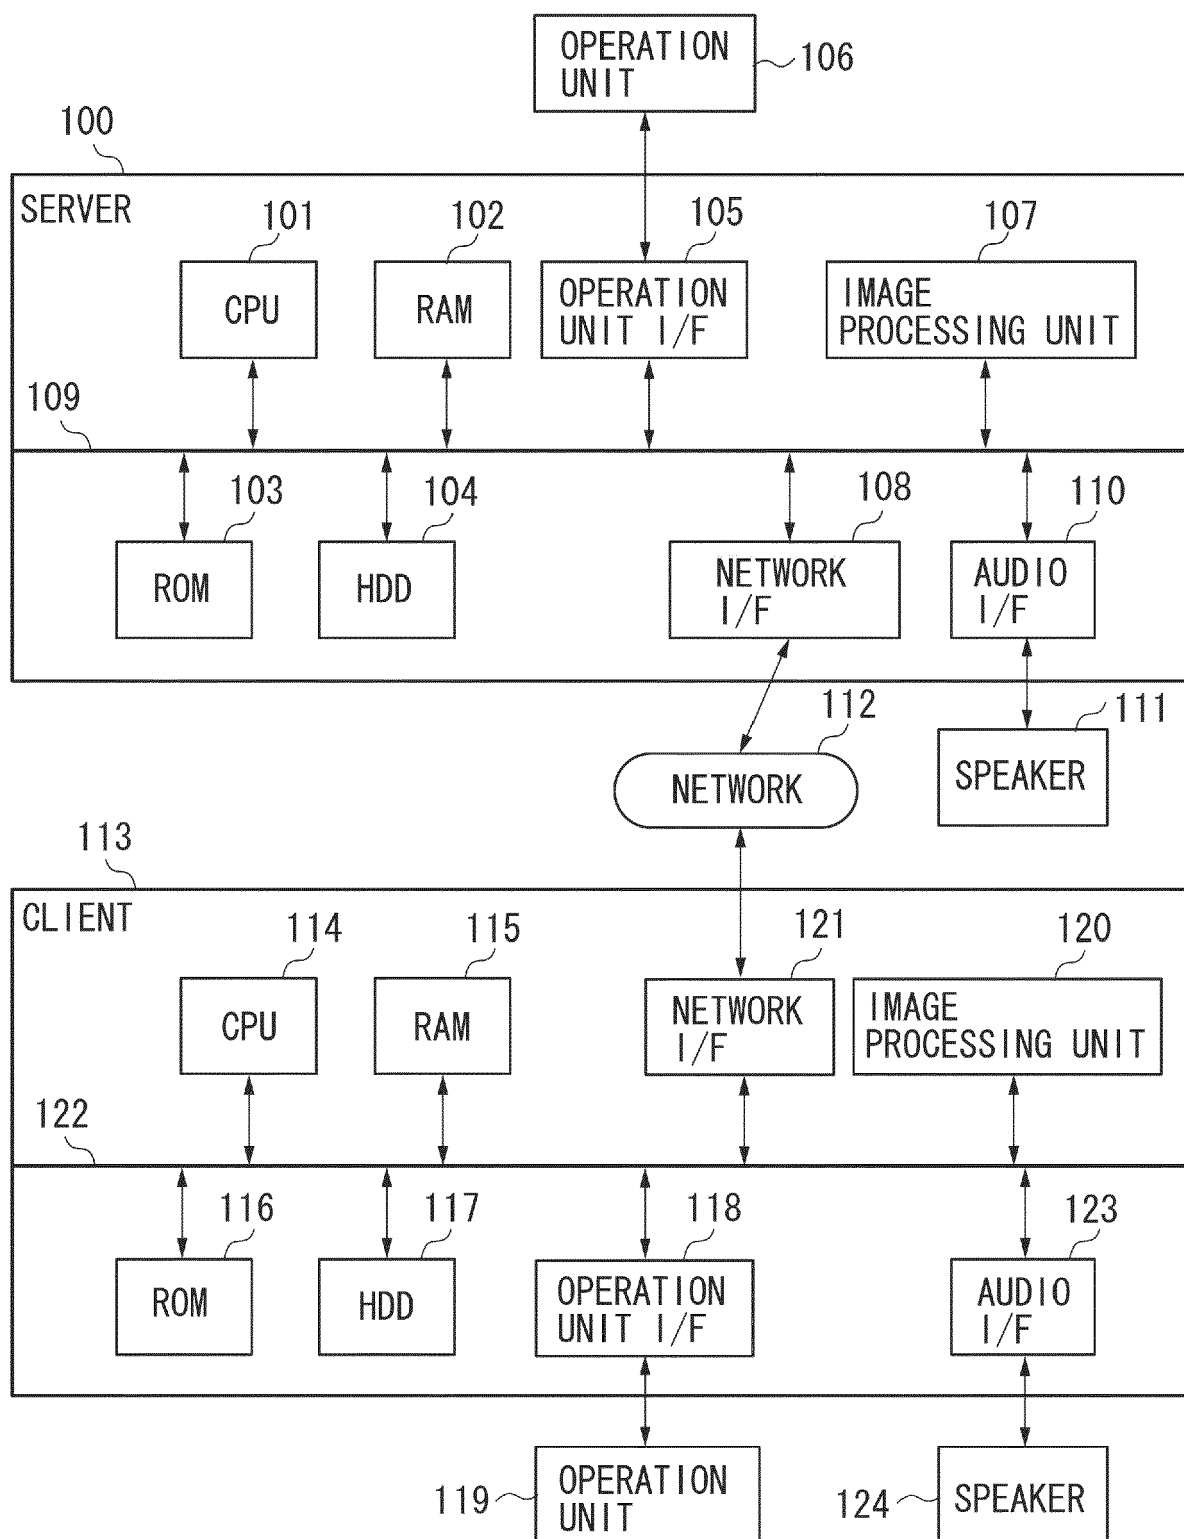 OPERATION
UNIT
106
100
SERVER
101
102
105
107
CPU
RAM
OPERATION
UNIT I/F
IMAGE
PROCESSING UNIT
109
103
104
108
110
ROM
HDD
NETWORK
I/F
AUDIO
I/F
112
111
NETWORK
SPEAKER
113
CLIENT
114
115
121
120
CPU
RAM
NETWORK
I/F
IMAGE
PROCESSING UNIT
122
116
117
118
123
ROM
HDD
OPERATION
UNIT I/F
AUDIO
I/F
119
OPERATION
UNIT
124
SPEAKER